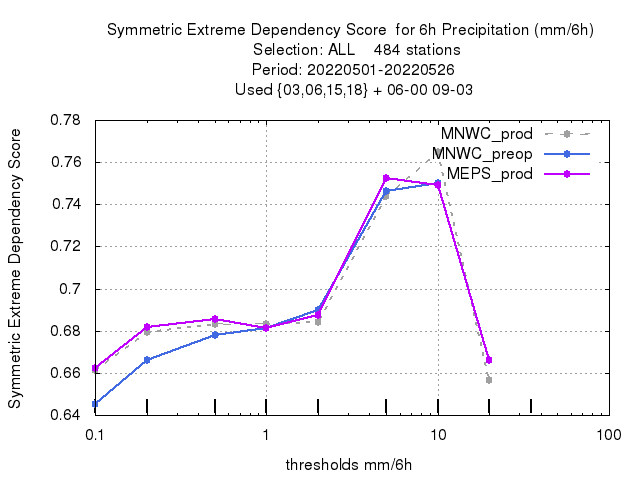 Symmetric Extreme Dependency Score  for 6h Precipitation (mm/6h)
Selection: ALL    484 stations
Period: 20220501-20220526
Used {03,06,15,18} + 06-00 09-03
Symmetric Extreme Dependency Score
0.78
0.76
0.74
0.72
0.7
0.68
0.66
0.64
MNWC_prod
MNWC_preop
MEPS_prod
0.1
1
10
100
thresholds mm/6h